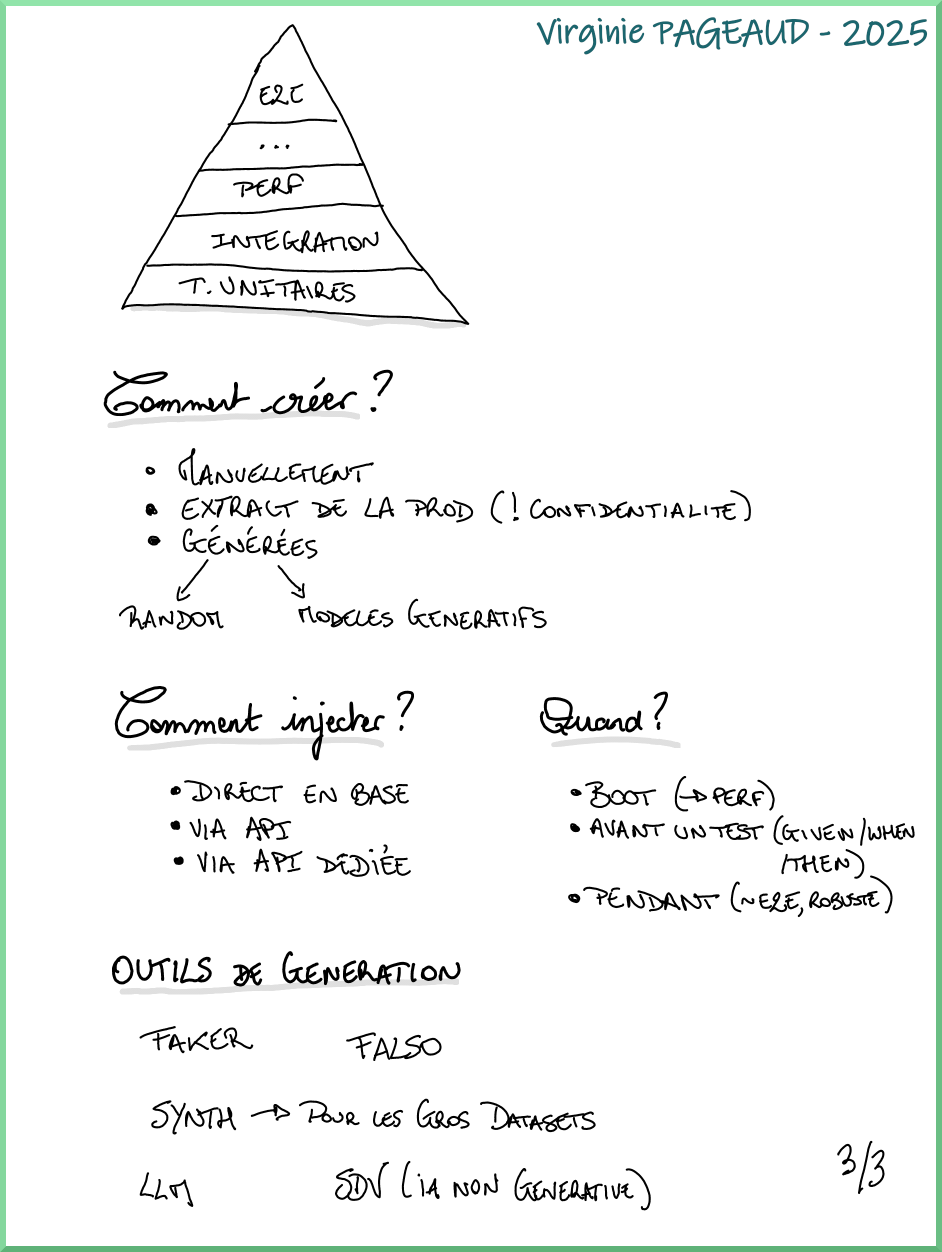 Virginie PAGEAUD - 2025
E2E
...
PERF
INTEGRATION
T. UNITAIRES
Comment créer ?
• MANUELLEMENT
• EXTRACT DE LA PROD (! CONFIDENTIALITE)
• GÉNÉRÉES
RANDOM MODELES GENERATIFS
Comment injecter ?
• DIRECT EN BASE
• VIA API
• VIA API DÉDIÉE
Quand ?
• BOOT (→ PERF)
• AVANT UN TEST (GIVEN/WHEN
/THEN)
• PENDANT (~E2E, ROBUSTE)
OUTILS DE GENERATION
FAKER FALSO
SYNTH → POUR LES GROS DATASETS
LLM SDV (IA NON GENERATIVE)
3/3